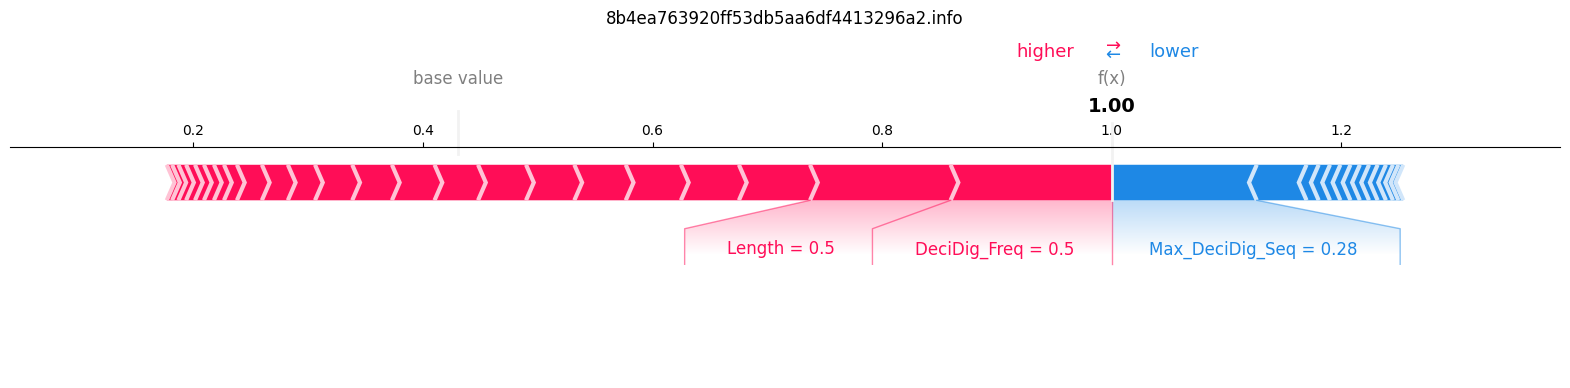 8b4ea763920ff53db5aa6df4413296a2.info
higher ⇄ lower
base value f(x)
1.00
0.2 0.4 0.6 0.8 1.0 1.2
Length = 0.5 DeciDig_Freq = 0.5 Max_DeciDig_Seq = 0.28